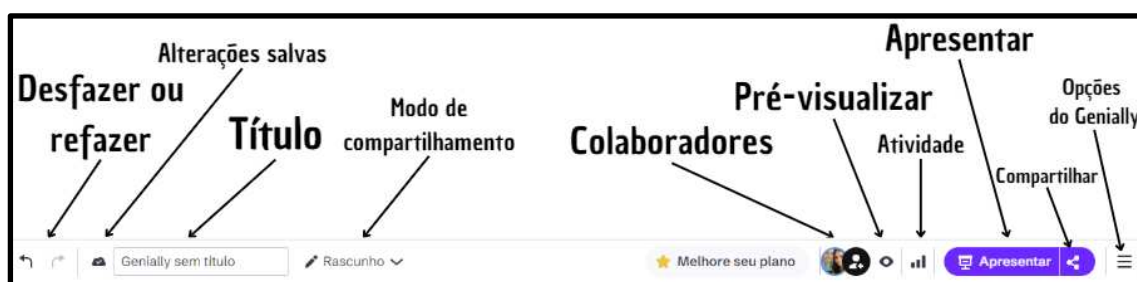 Alterações salvas
Desfazer ou
refazer
Título
Modo de
compartilhamento
Colaboradores
Pré-visualizar
Atividade
Apresentar
Compartilhar
Opções
do Genially
Genially sem título
Rascunho
Melhore seu plano
Apresentar